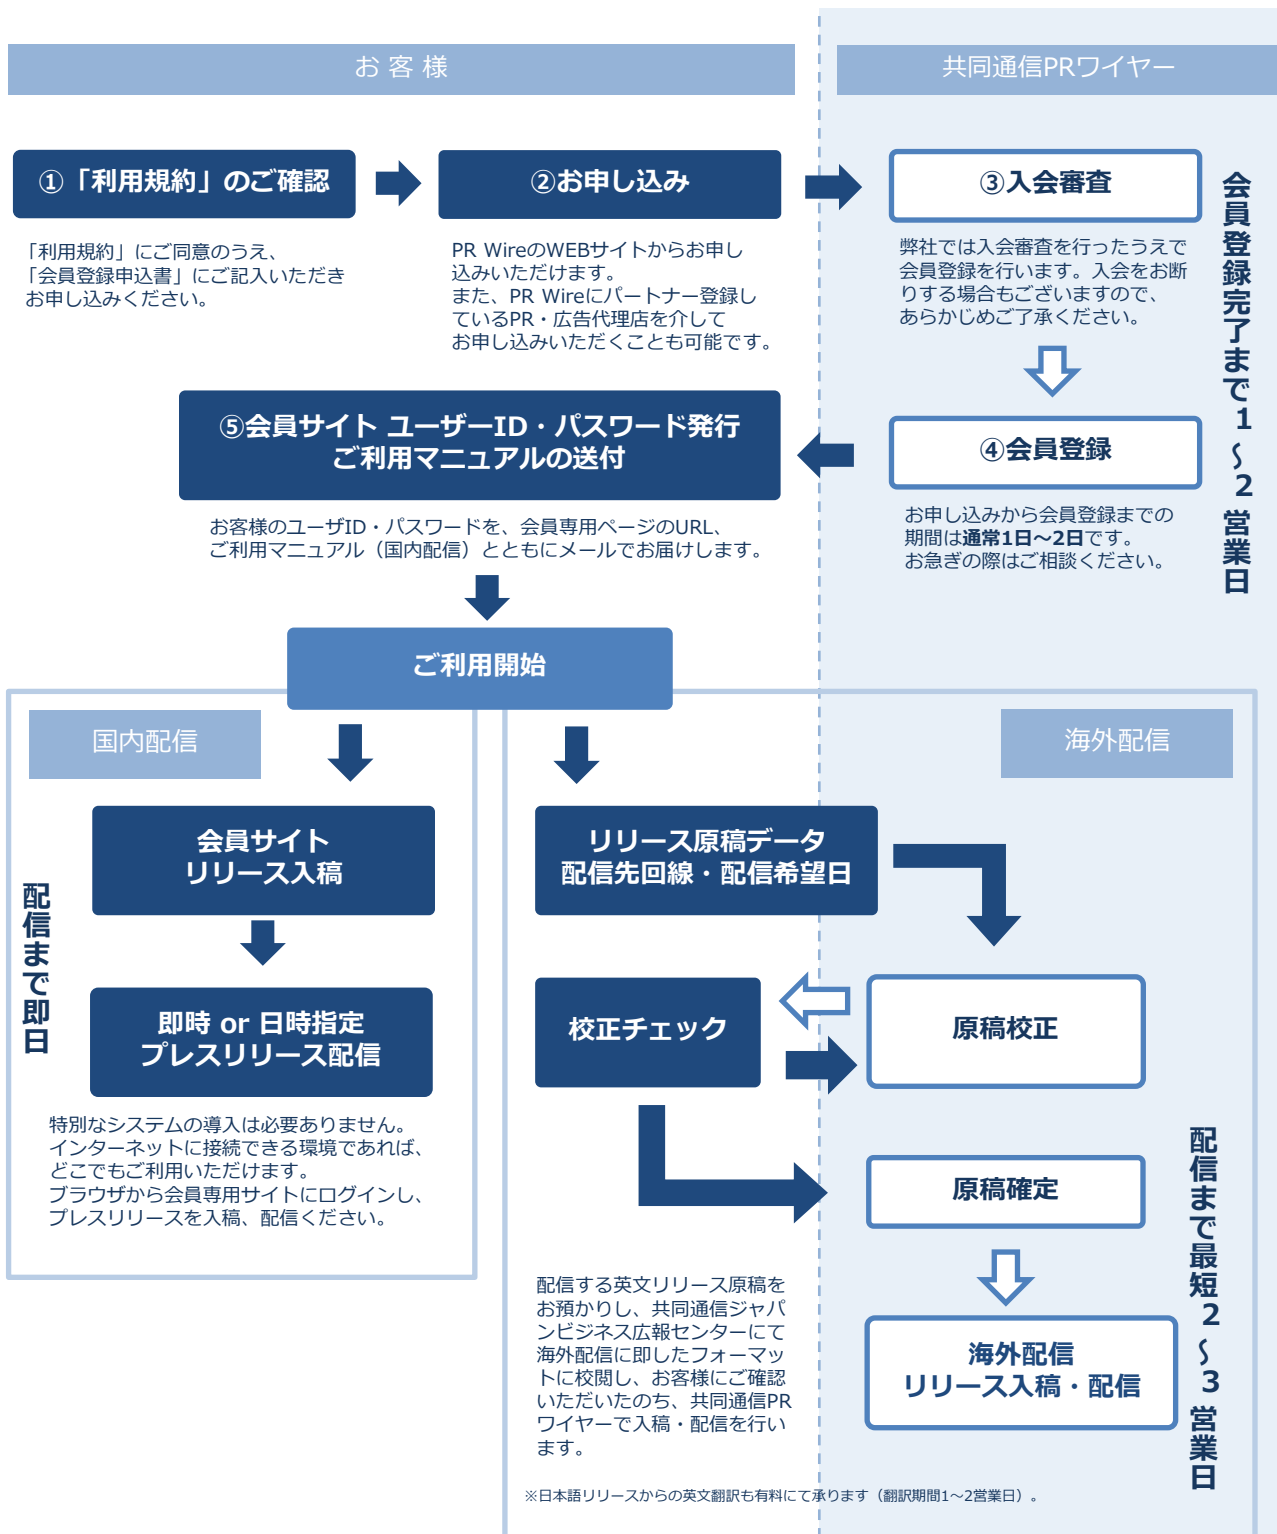 お 客 様
共同通信PRワイヤー
①「利用規約」のご確認
「利用規約」にご同意のうえ、
「会員登録申込書」にご記入いただき
お申し込みください。
②お申し込み
PR WireのWEBサイトからお申し
込みいただけます。
また、PR Wireにパートナー登録し
ているPR・広告代理店を介して
お申し込みいただくことも可能です。
③入会審査
弊社では入会審査を行ったうえで
会員登録を行います。入会をお断
りする場合もございますので、
あらかじめご了承ください。
会員登録完了まで1～2営業日
④会員登録
お申し込みから会員登録までの
期間は通常1日～2日です。
お急ぎの際はご相談ください。
⑤会員サイト ユーザーID・パスワード発行
ご利用マニュアルの送付
お客様のユーザID・パスワードを、会員専用ページのURL、
ご利用マニュアル（国内配信）とともにメールでお届けします。
ご利用開始
国内配信
会員サイト
リリース入稿
配信まで即日
即時 or 日時指定
プレスリリース配信
特別なシステムの導入は必要ありません。
インターネットに接続できる環境であれば、
どこでもご利用いただけます。
ブラウザから会員専用サイトにログインし、
プレスリリースを入稿、配信ください。
海外配信
リリース原稿データ
配信先回線・配信希望日
校正チェック
原稿校正
原稿確定
海外配信
リリース入稿・配信
配信まで最短2～3営業日
配信する英文リリース原稿を
お預かりし、共同通信ジャパ
ンビジネス広報センターにて
海外配信に即したフォーマッ
トに校閲し、お客様にご確認
いただいたのち、共同通信PR
ワイヤーで入稿・配信を行い
ます。
※日本語リリースからの英文翻訳も有料にて承ります（翻訳期間1～2営業日）。